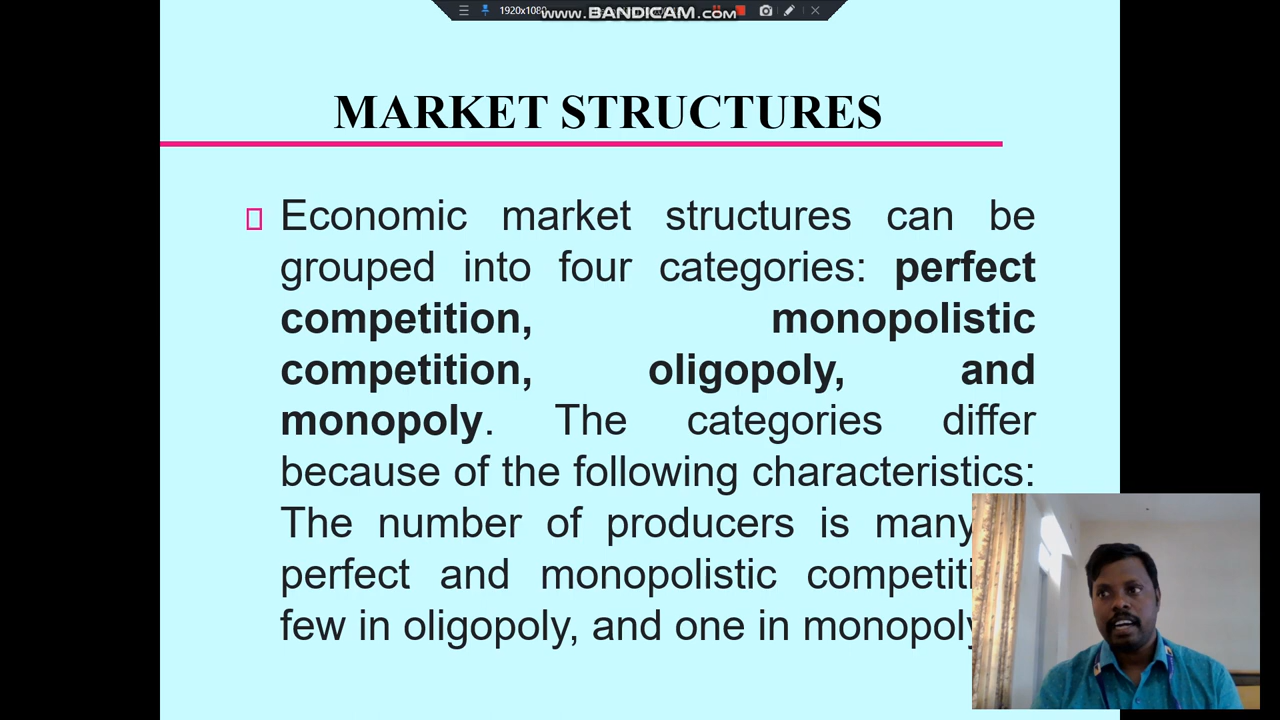 1920x1080
www.BANDICAM.com
MARKET STRUCTURES
Economic market structures can be
grouped into four categories: perfect
competition, monopolistic
competition, oligopoly, and
monopoly. The categories differ
because of the following characteristics:
The number of producers is many
perfect and monopolistic
few in oligopoly, and one in monopoly